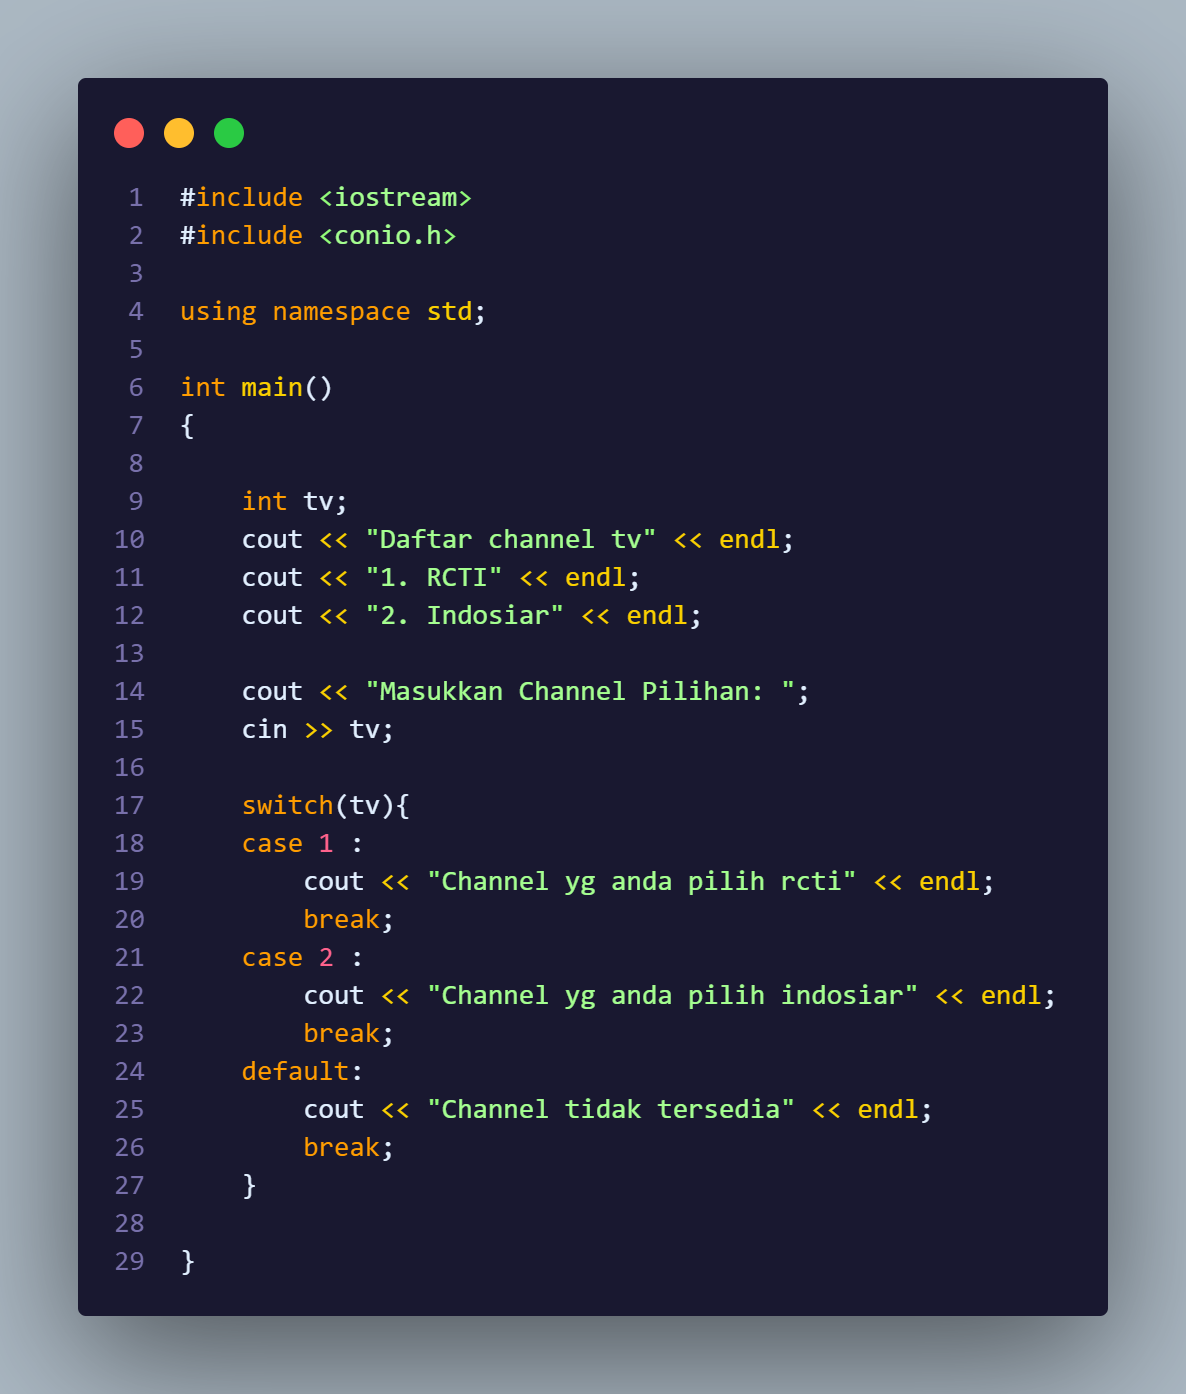 1 #include <iostream>
2 #include <conio.h>
3
4 using namespace std;
5
6 int main()
7 {
8
9     int tv;
10     cout << "Daftar channel tv" << endl;
11     cout << "1. RCTI" << endl;
12     cout << "2. Indosiar" << endl;
13
14     cout << "Masukkan Channel Pilihan: ";
15     cin >> tv;
16
17     switch(tv){
18     case 1 :
19         cout << "Channel yg anda pilih rcti" << endl;
20         break;
21     case 2 :
22         cout << "Channel yg anda pilih indosiar" << endl;
23         break;
24     default:
25         cout << "Channel tidak tersedia" << endl;
26         break;
27     }
28
29 }